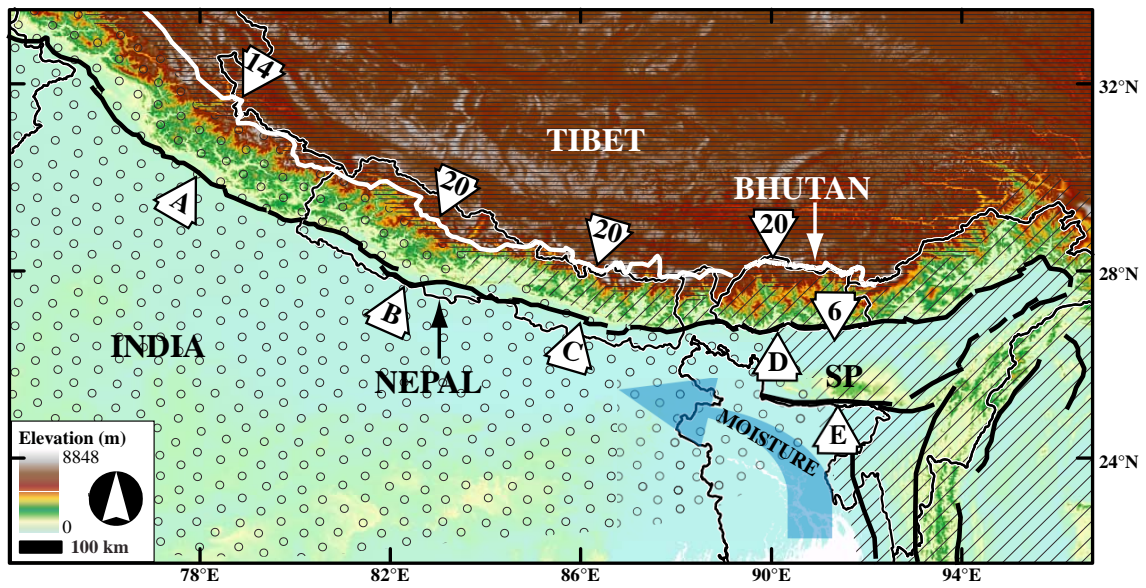 14
32°N
TIBET
20
BHUTAN
A
20
20
28°N
B
6
INDIA
C
D
NEPAL
SP
MOISTURE
E
Elevation (m)
8848
0
24°N
100 km
78°E
82°E
86°E
90°E
94°E